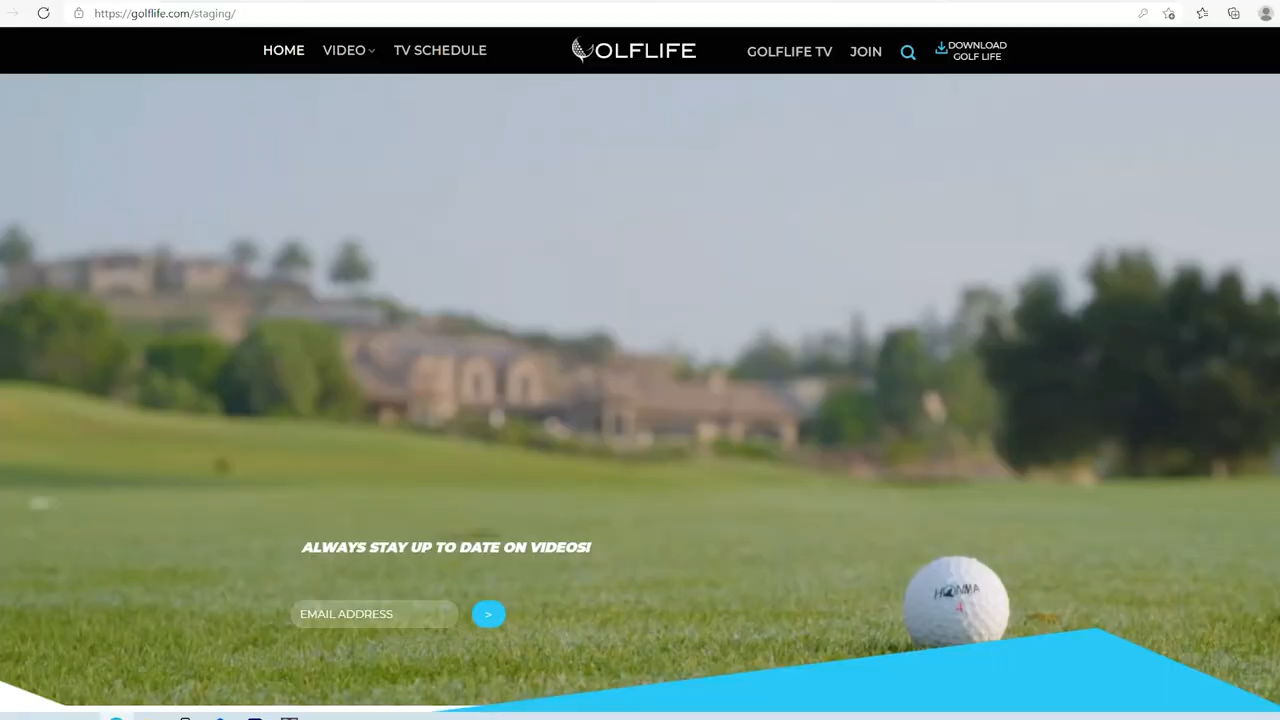 https://golflife.com/staging/
HOME VIDEO TV SCHEDULE OLFLIFE GOLFLIFE TV JOIN DOWNLOAD
GOLF LIFE
ALWAYS STAY UP TO DATE ON VIDEOS!
EMAIL ADDRESS >
HONMA
4